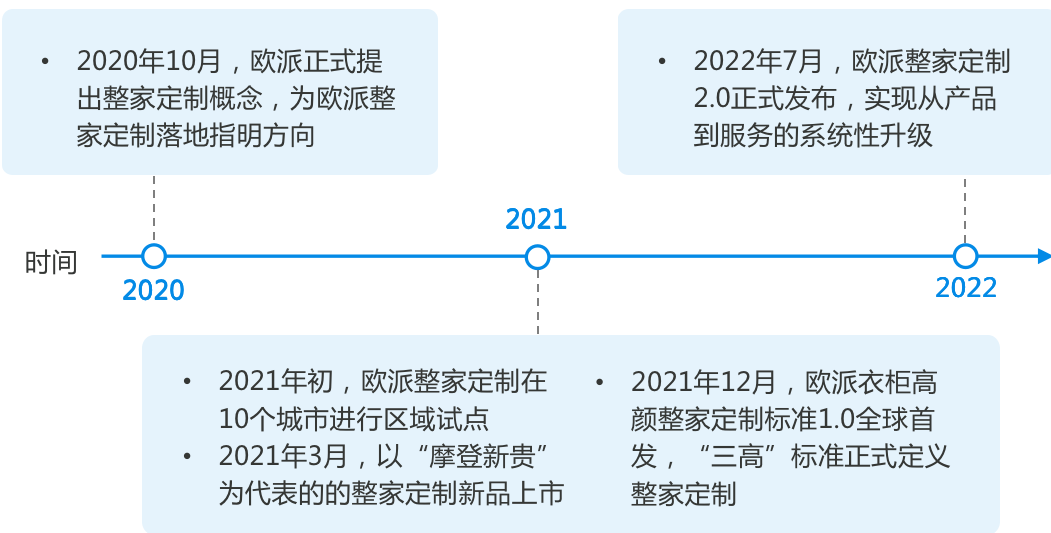 • 2020年10月，欧派正式提
出整家定制概念，为欧派整
家定制落地指明方向
• 2022年7月，欧派整家定制
2.0正式发布，实现从产品
到服务的系统性升级
2021
时间
2020
2022
• 2021年初，欧派整家定制在
10个城市进行区域试点
• 2021年3月，以“摩登新贵”
为代表的的整家定制新品上市
• 2021年12月，欧派衣柜高
颜整家定制标准1.0全球首
发，“三高”标准正式定义
整家定制